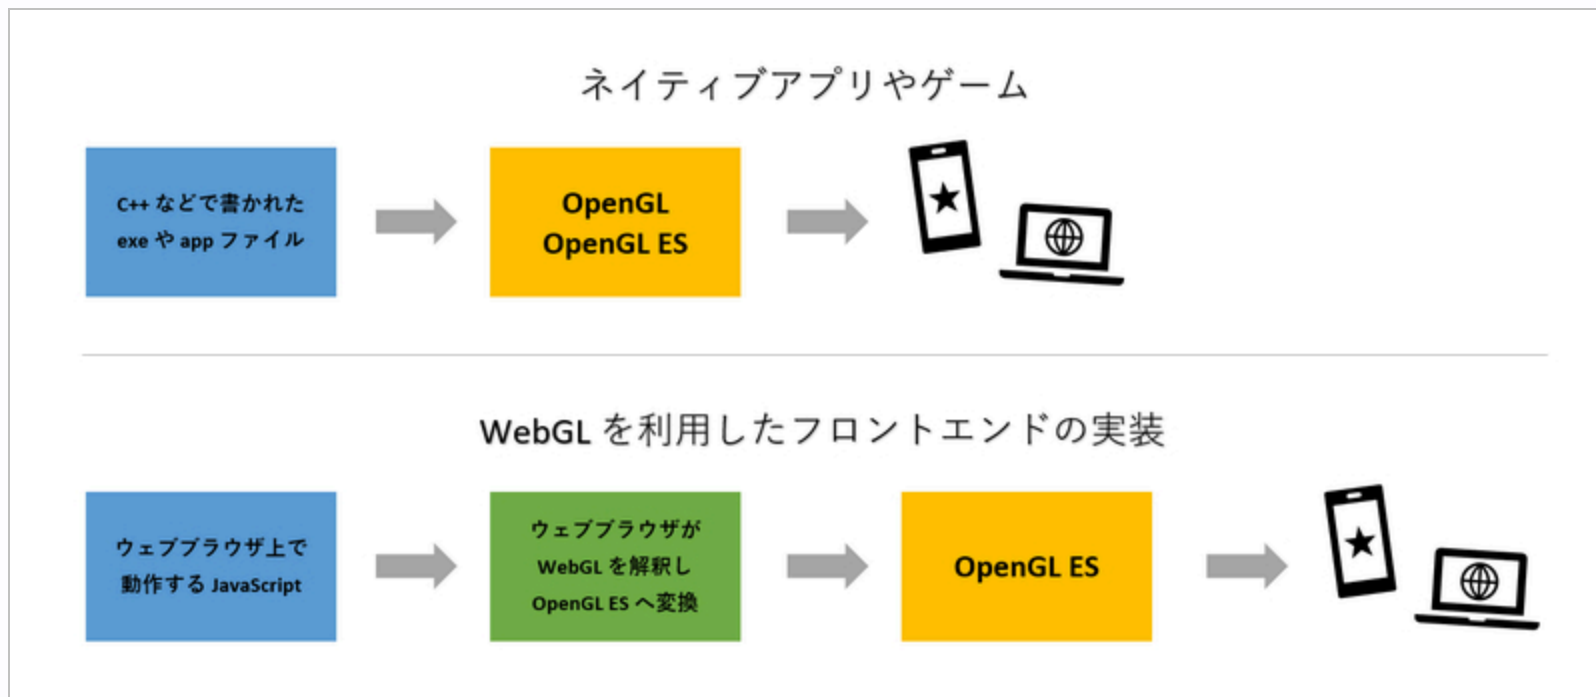 ネイティブアプリやゲーム
C++ などで書かれた
exe や app ファイル
OpenGL
OpenGL ES
WebGL を利用したフロントエンドの実装
ウェブブラウザ上で
動作する JavaScript
ウェブブラウザが
WebGL を解釈し
OpenGL ES へ変換
OpenGL ES